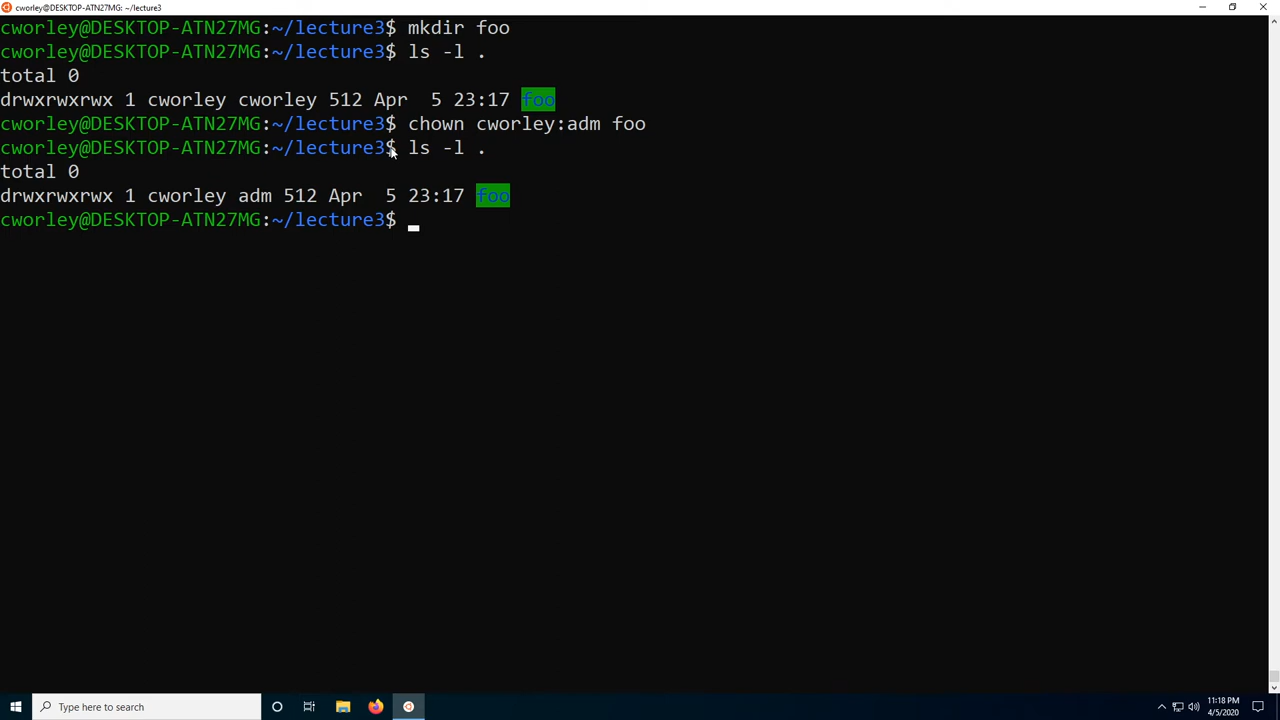 cworley@DESKTOP-ATN27MG: ~/lecture3
cworley@DESKTOP-ATN27MG:~/lecture3$ mkdir foo
cworley@DESKTOP-ATN27MG:~/lecture3$ ls -l .
total 0
drwxrwxrwx 1 cworley cworley 512 Apr  5 23:17 foo
cworley@DESKTOP-ATN27MG:~/lecture3$ chown cworley:adm foo
cworley@DESKTOP-ATN27MG:~/lecture3$ ls -l .
total 0
drwxrwxrwx 1 cworley adm 512 Apr  5 23:17 foo
cworley@DESKTOP-ATN27MG:~/lecture3$
Type here to search
11:18 PM
4/5/2020